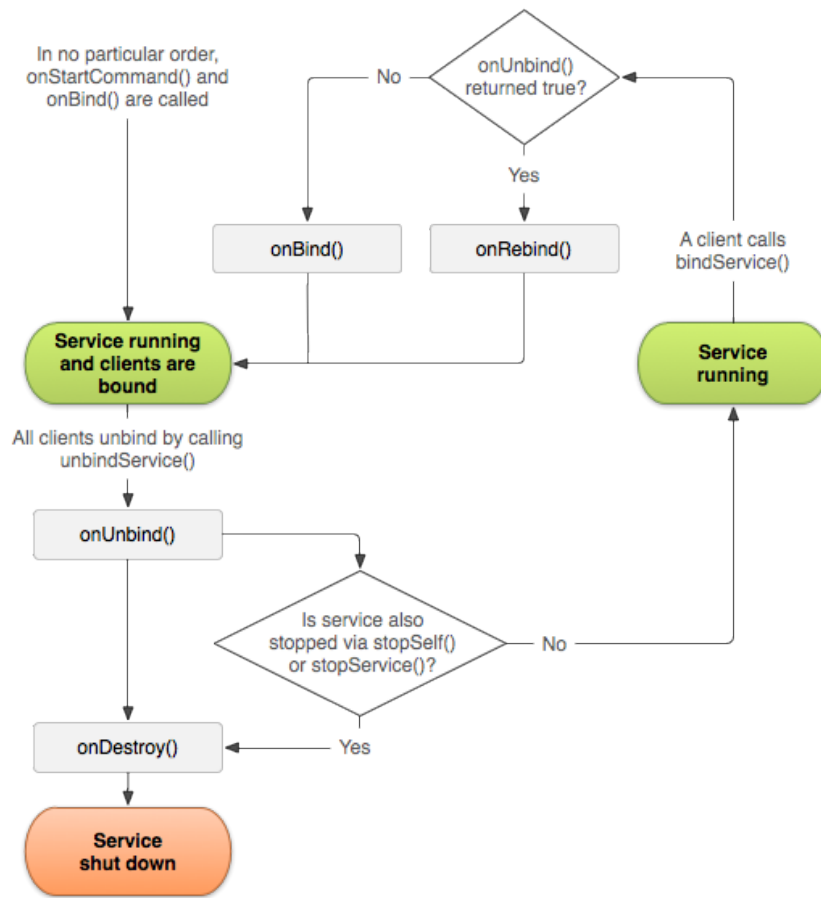 In no particular order,
onStartCommand() and
onBind() are called
No
onUnbind()
returned true?
Yes
onBind()
onRebind()
A client calls
bindService()
Service running
and clients are
bound
Service
running
All clients unbind by calling
unbindService()
onUnbind()
Is service also
stopped via stopSelf()
or stopService()?
No
Yes
onDestroy()
Service
shut down